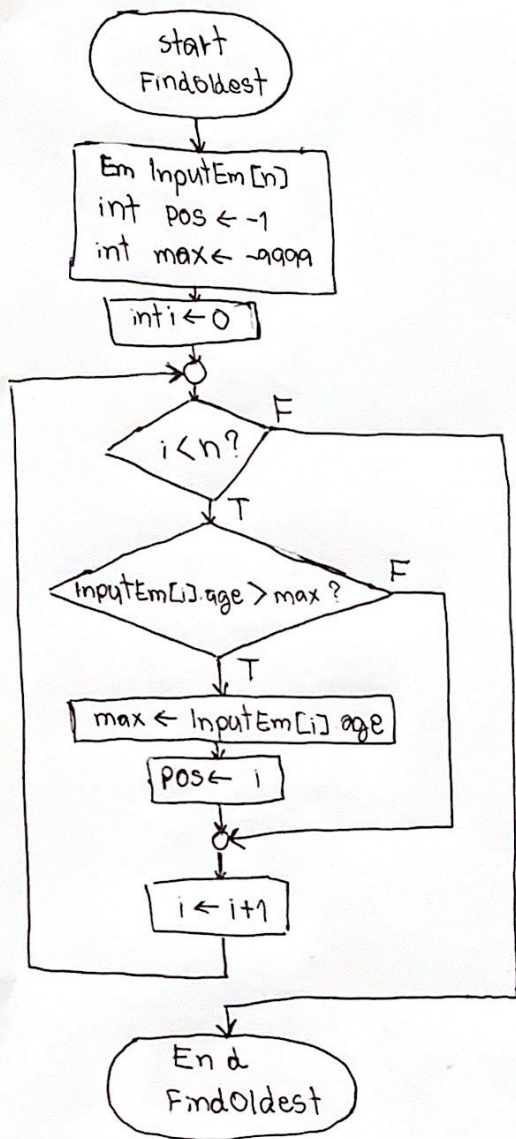 start
Findoldest
Em InputEm[n]
int pos ← -1
int max ← -9999
int i ← 0
i < n?
F
T
InputEm[i].age > max ?
F
T
max ← InputEm[i].age
pos ← i
i ← i+1
End
FindOldest